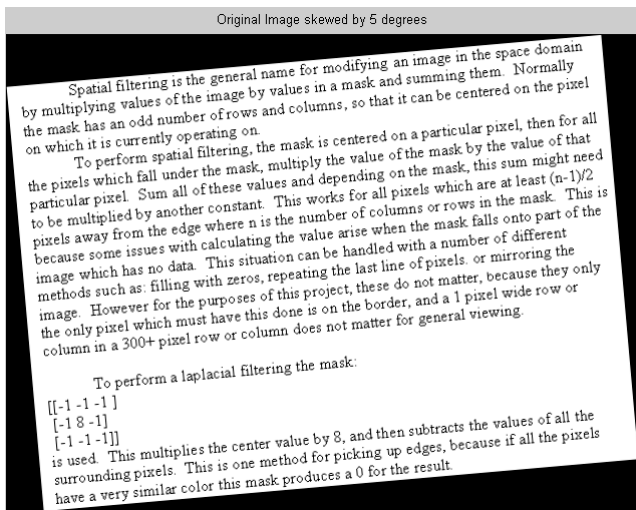 Original Image skewed by 5 degrees
Spatial filtering is the general name for modifying an image in the space domain
by multiplying values of the image by values in a mask and summing them. Normally
the mask has an odd number of rows and columns, so that it can be centered on the pixel
on which it is currently operating on.
To perform spatial filtering, the mask is centered on a particular pixel, then for all
the pixels which fall under the mask, multiply the value of the mask by the value of that
particular pixel. Sum all of these values and depending on the mask, this sum might need
to be multiplied by another constant. This works for all pixels which are at least (n-1)/2
pixels away from the edge where n is the number of columns or rows in the mask. This is
because some issues with calculating the value arise when the mask falls onto part of the
image which has no data. This situation can be handled with a number of different
methods such as: filling with zeros, repeating the last line of pixels. or mirroring the
image. However for the purposes of this project, these do not matter, because they only
the only pixel which must have this done is on the border, and a 1 pixel wide row or
column in a 300+ pixel row or column does not matter for general viewing.
To perform a laplacial filtering the mask:
[[-1 -1 -1 ]
[-1 8 -1]
[-1 -1 -1]]
is used. This multiplies the center value by 8, and then subtracts the values of all the
surrounding pixels. This is one method for picking up edges, because if all the pixels
have a very similar color this mask produces a 0 for the result.